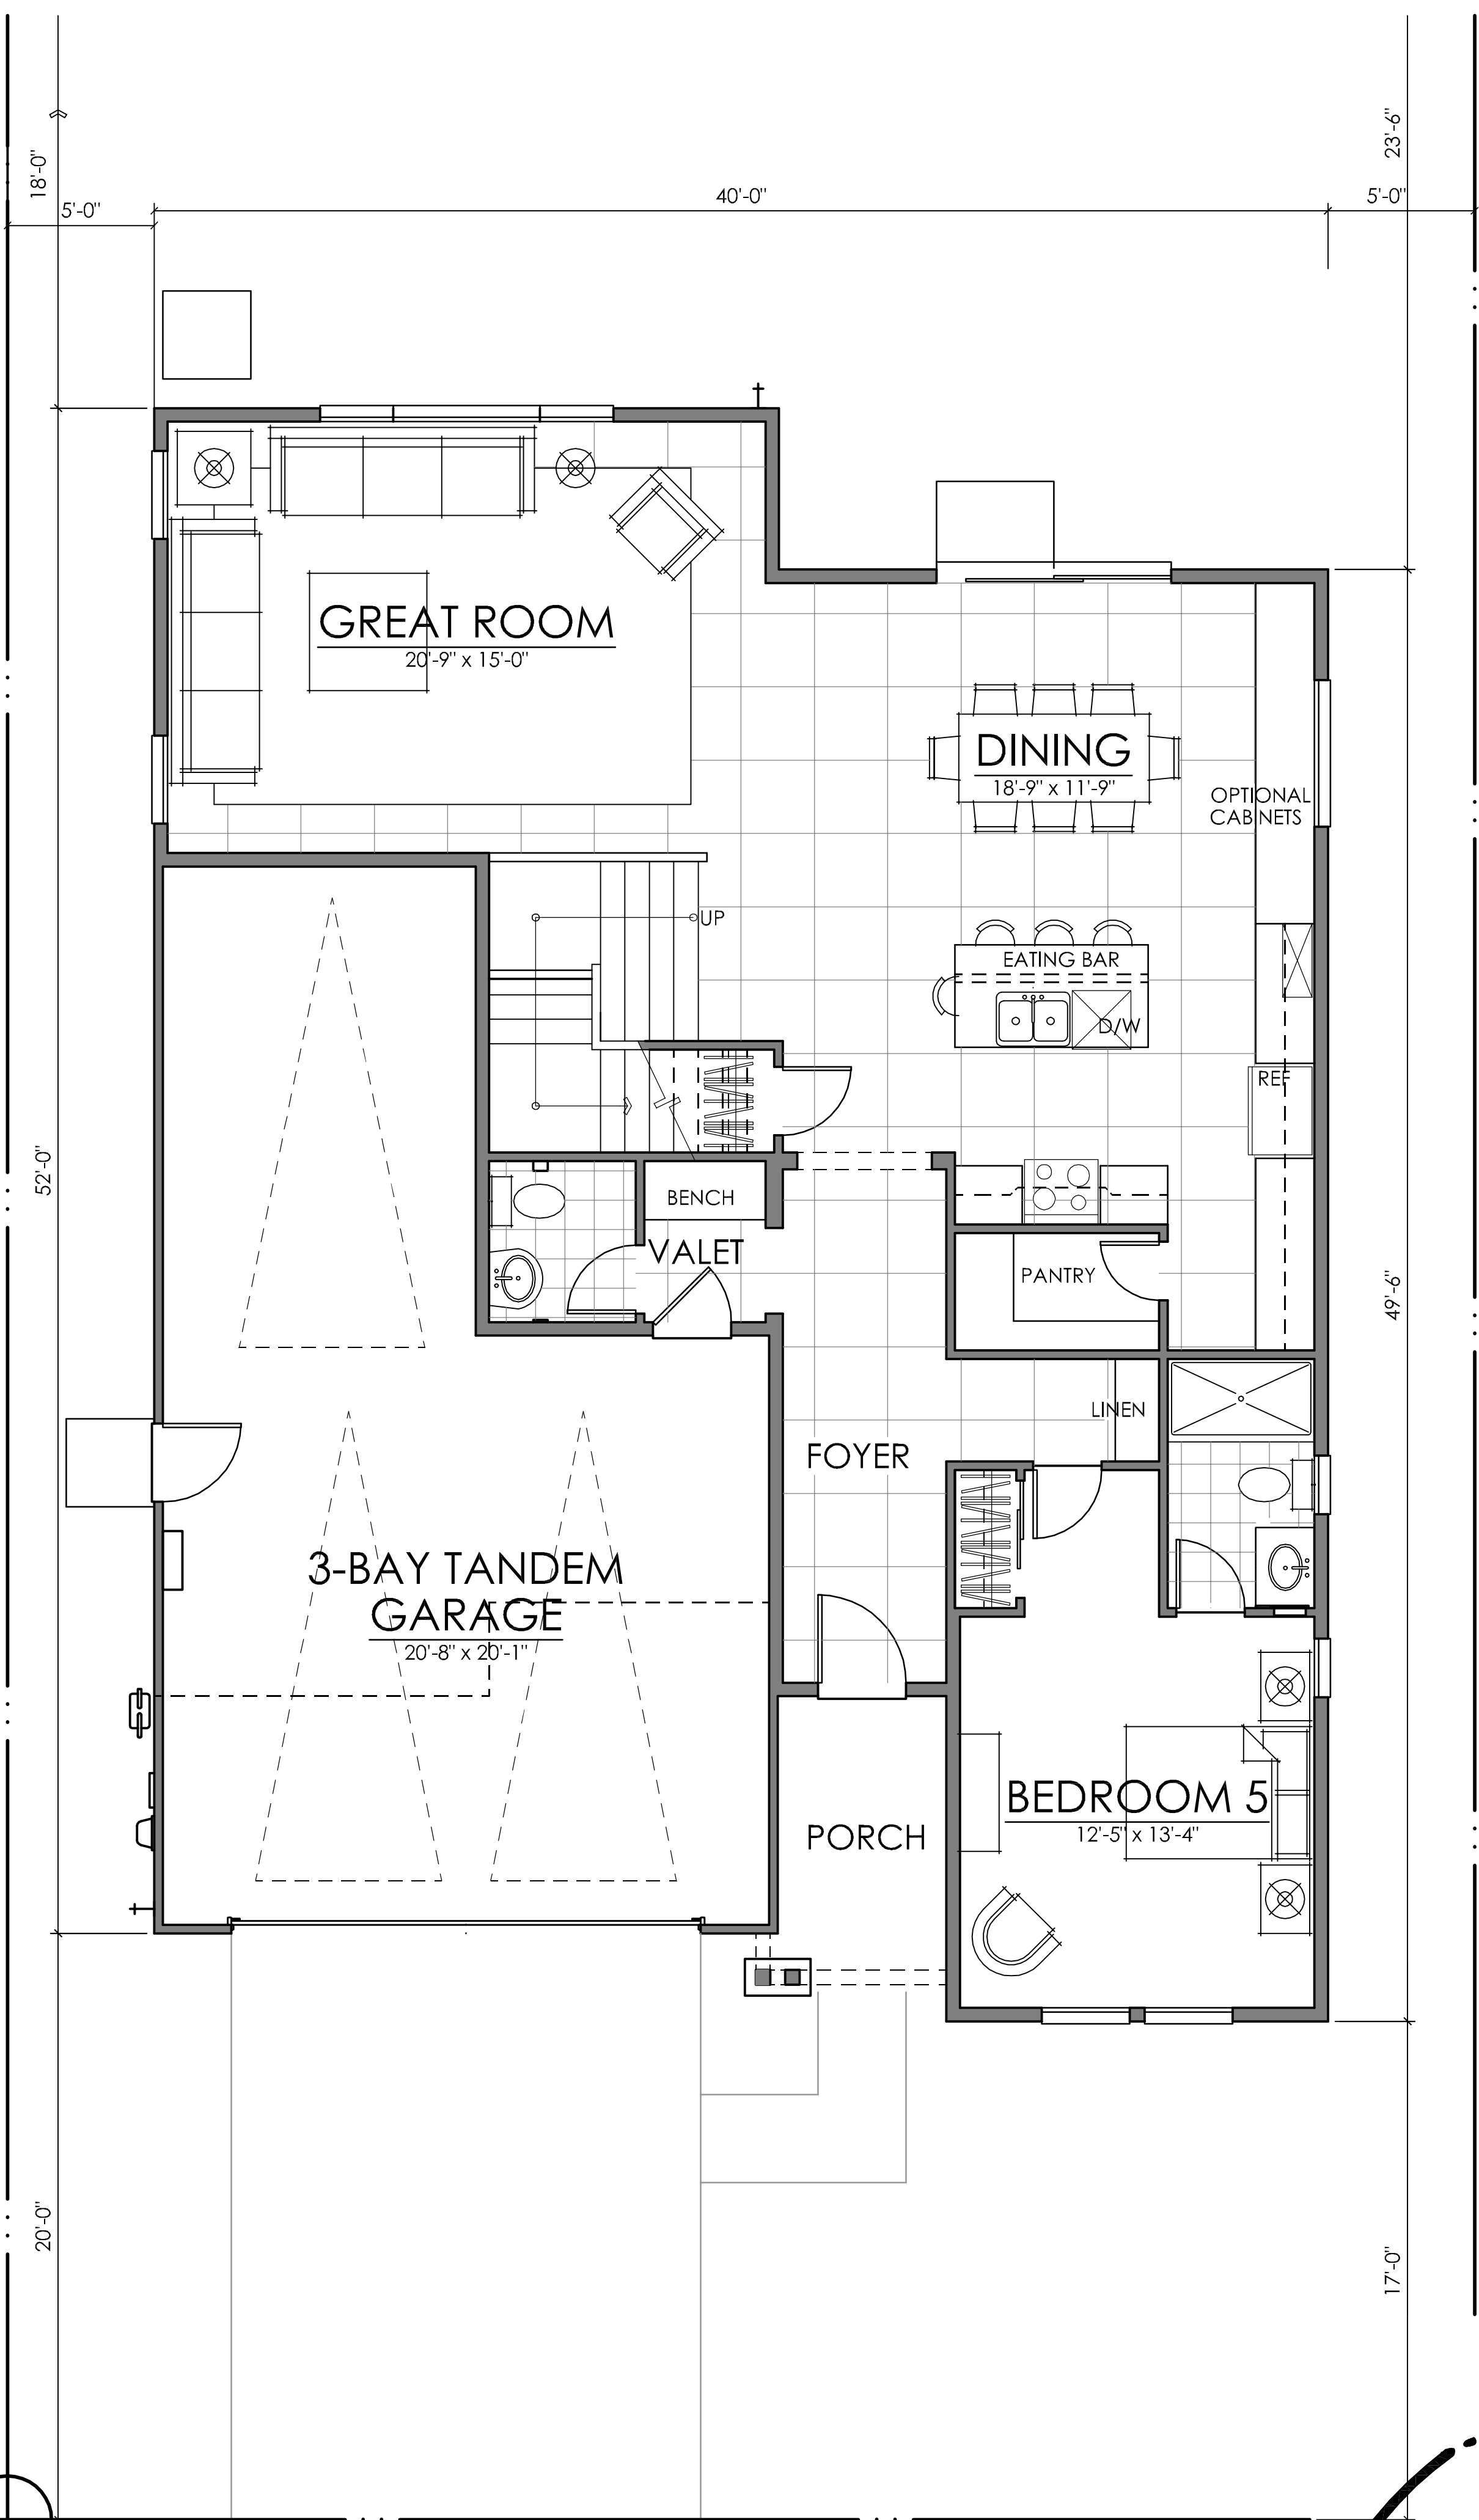 23'-6"
18'-0"
40'-0"
5'-0"
5'-0"
GREAT ROOM
20'-9" x 15'-0"
DINING
18'-9" x 11'-9"
OPTIONAL
CABINETS
UP
EATING BAR
D/W
REF
52'-0"
BENCH
VALET
PANTRY
49'-6"
LINEN
FOYER
3-BAY TANDEM
GARAGE
20'-8" x 20'-1"
BEDROOM 5
12'-5" x 13'-4"
PORCH
20'-0"
17'-0"